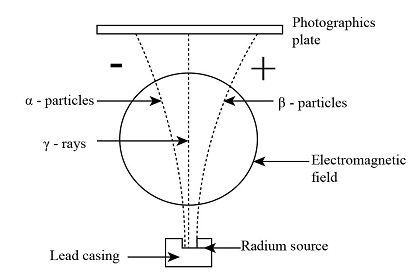 Photographics
plate
-
+
α - particles
β - particles
γ - rays
Electromagnetic
field
Radium source
Lead casing